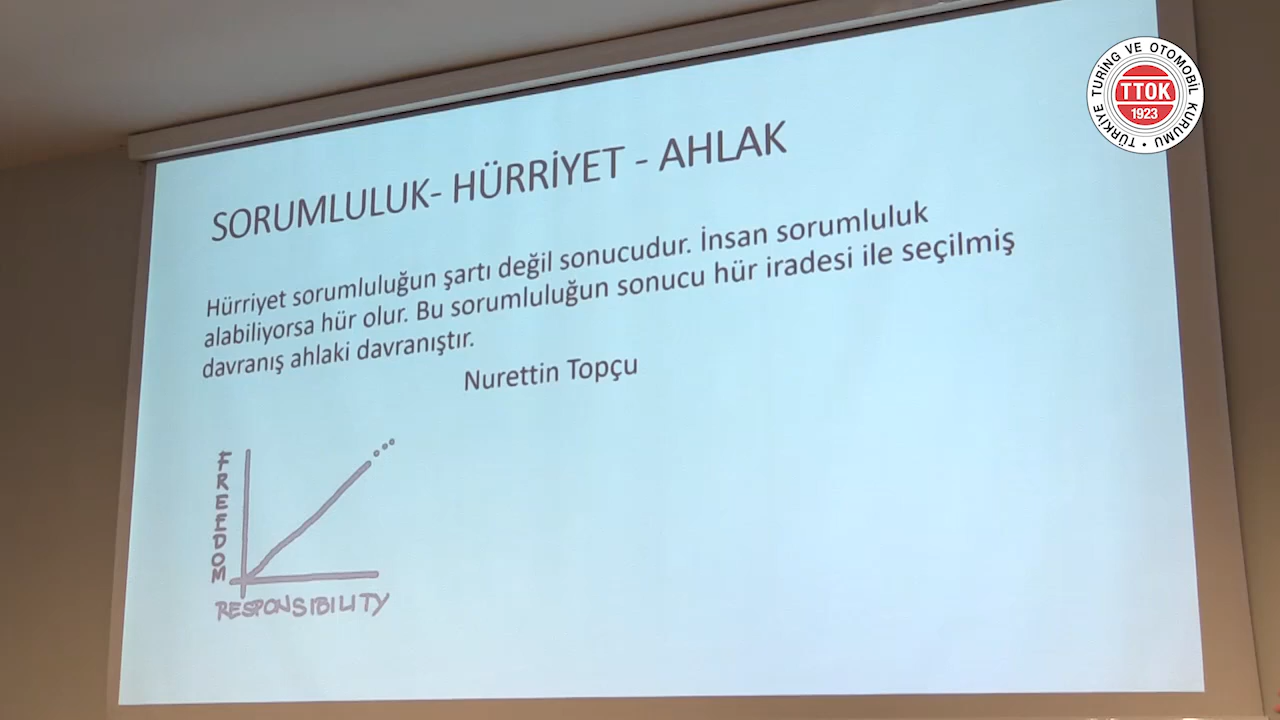 TÜRKİYE TURİNG VE OTOMOBİL KURUMU
TTOK
1923
SORUMLULUK- HÜRRİYET - AHLAK
Hürriyet sorumluluğun şartı değil sonucudur. İnsan sorumluluk
alabiliyorsa hür olur. Bu sorumluluğun sonucu hür iradesi ile seçilmiş
davranış ahlaki davranıştır.
Nurettin Topçu
FREEDOM
RESPONSIBILITY